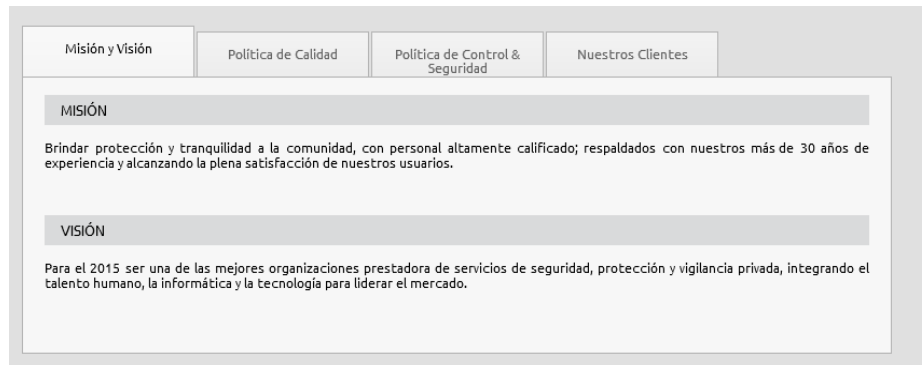 Misión y Visión
Política de Calidad
Política de Control &
Seguridad
Nuestros Clientes
MISIÓN
Brindar protección y tranquilidad a la comunidad, con personal altamente calificado; respaldados con nuestros más de 30 años de
experiencia y alcanzando la plena satisfacción de nuestros usuarios.
VISIÓN
Para el 2015 ser una de las mejores organizaciones prestadora de servicios de seguridad, protección y vigilancia privada, integrando el
talento humano, la informática y la tecnología para liderar el mercado.